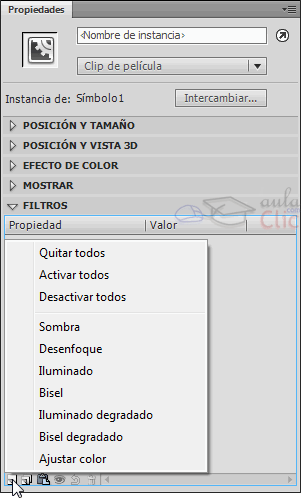 Propiedades
<Nombre de instancia>
Clip de película
Instancia de: Símbolo1
Intercambiar...
POSICIÓN Y TAMAÑO
POSICIÓN Y VISTA 3D
EFECTO DE COLOR
MOSTRAR
FILTROS
aula
Clic
Propiedad Valor
Quitar todos
Activar todos
Desactivar todos
Sombra
Desenfoque
Iluminado
Bisel
Iluminado degradado
Bisel degradado
Ajustar color